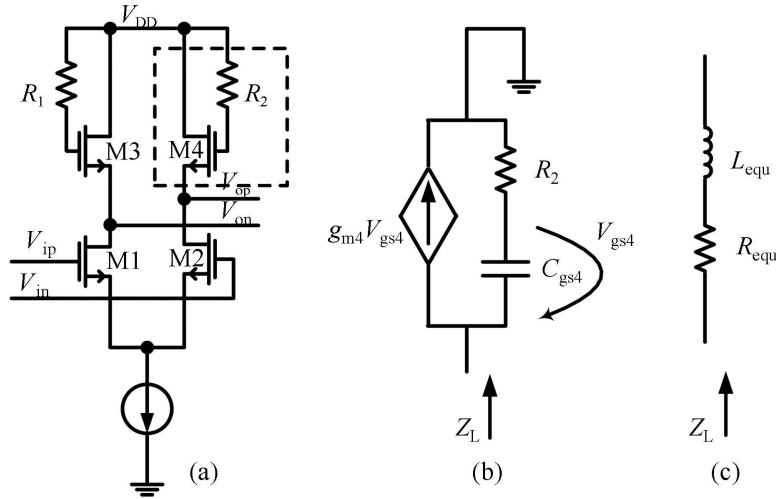 V_DD
R_1
R_2
M3
M4
V_op
V_on
V_ip
M1
M2
V_in
(a)
R_2
g_m4V_gs4
V_gs4
C_gs4
Z_L
(b)
L_equ
R_equ
Z_L
(c)